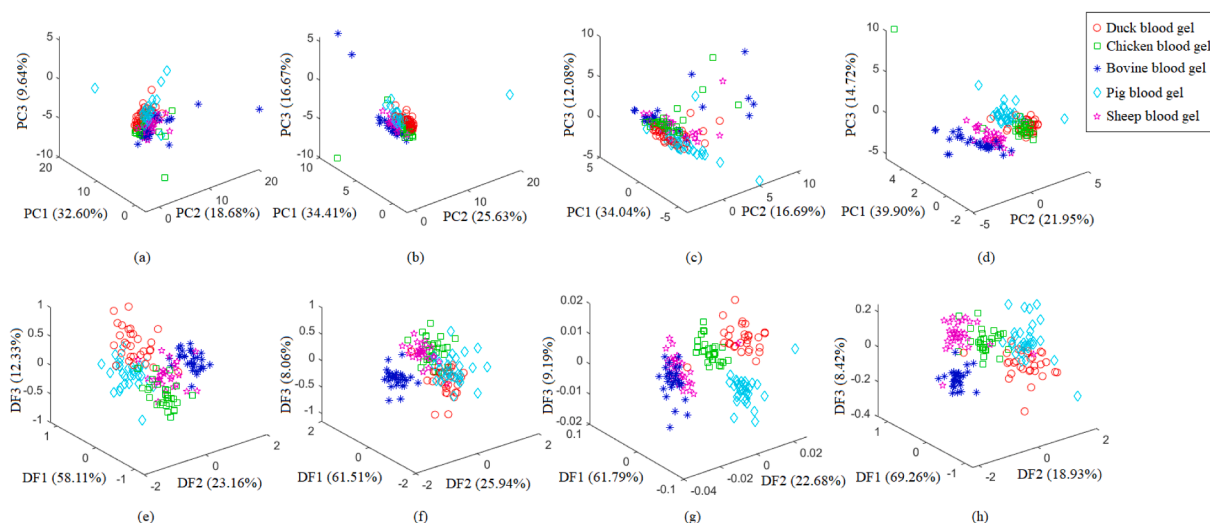 Duck blood gel
Chicken blood gel
Bovine blood gel
Pig blood gel
Sheep blood gel
5
0
-5
-10
20
10
0
0
10
20
PC3 (9.64%)
PC1 (32.60%)
PC2 (18.68%)
(a)
5
0
-5
-10
10
5
0
0
10
20
PC3 (16.67%)
PC1 (34.41%)
PC2 (25.63%)
(b)
10
5
0
5
5
0
-5
0
5
10
PC3 (12.08%)
PC1 (34.04%)
PC2 (16.69%)
(c)
10
5
0
-5
4
2
0
-2
-5
0
5
PC3 (14.72%)
PC1 (39.90%)
PC2 (21.95%)
(d)
1
0.5
0
-0.5
-1
1
0
-1
-2
0
2
DF3 (12.33%)
DF1 (58.11%)
DF2 (23.16%)
(e)
1
0.5
0
-0.5
-1
2
0
-2
-2
0
2
DF3 (8.06%)
DF1 (61.51%)
DF2 (25.94%)
(f)
0.02
0.01
0
-0.01
-0.02
0.1
0
-0.1
-0.04
-0.02
0
0.02
DF3 (9.19%)
DF1 (61.79%)
DF2 (22.68%)
(g)
0.2
0
-0.2
-0.4
1
0
-1
-2
0
2
DF3 (8.42%)
DF1 (69.26%)
DF2 (18.93%)
(h)